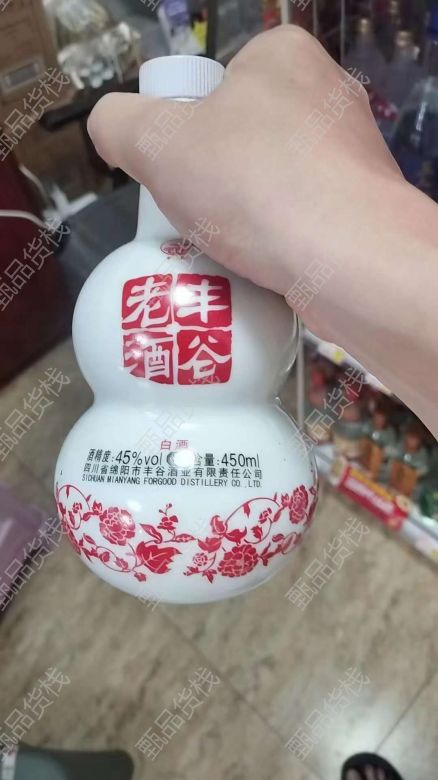 丰谷
老酒
白酒
酒精度:45%vol 净含量:450ml
四川省绵阳市丰谷酒业有限责任公司
SICHUAN MIANYANG FORGOOD DISTILLERY CO.,LTD.
甄品货栈